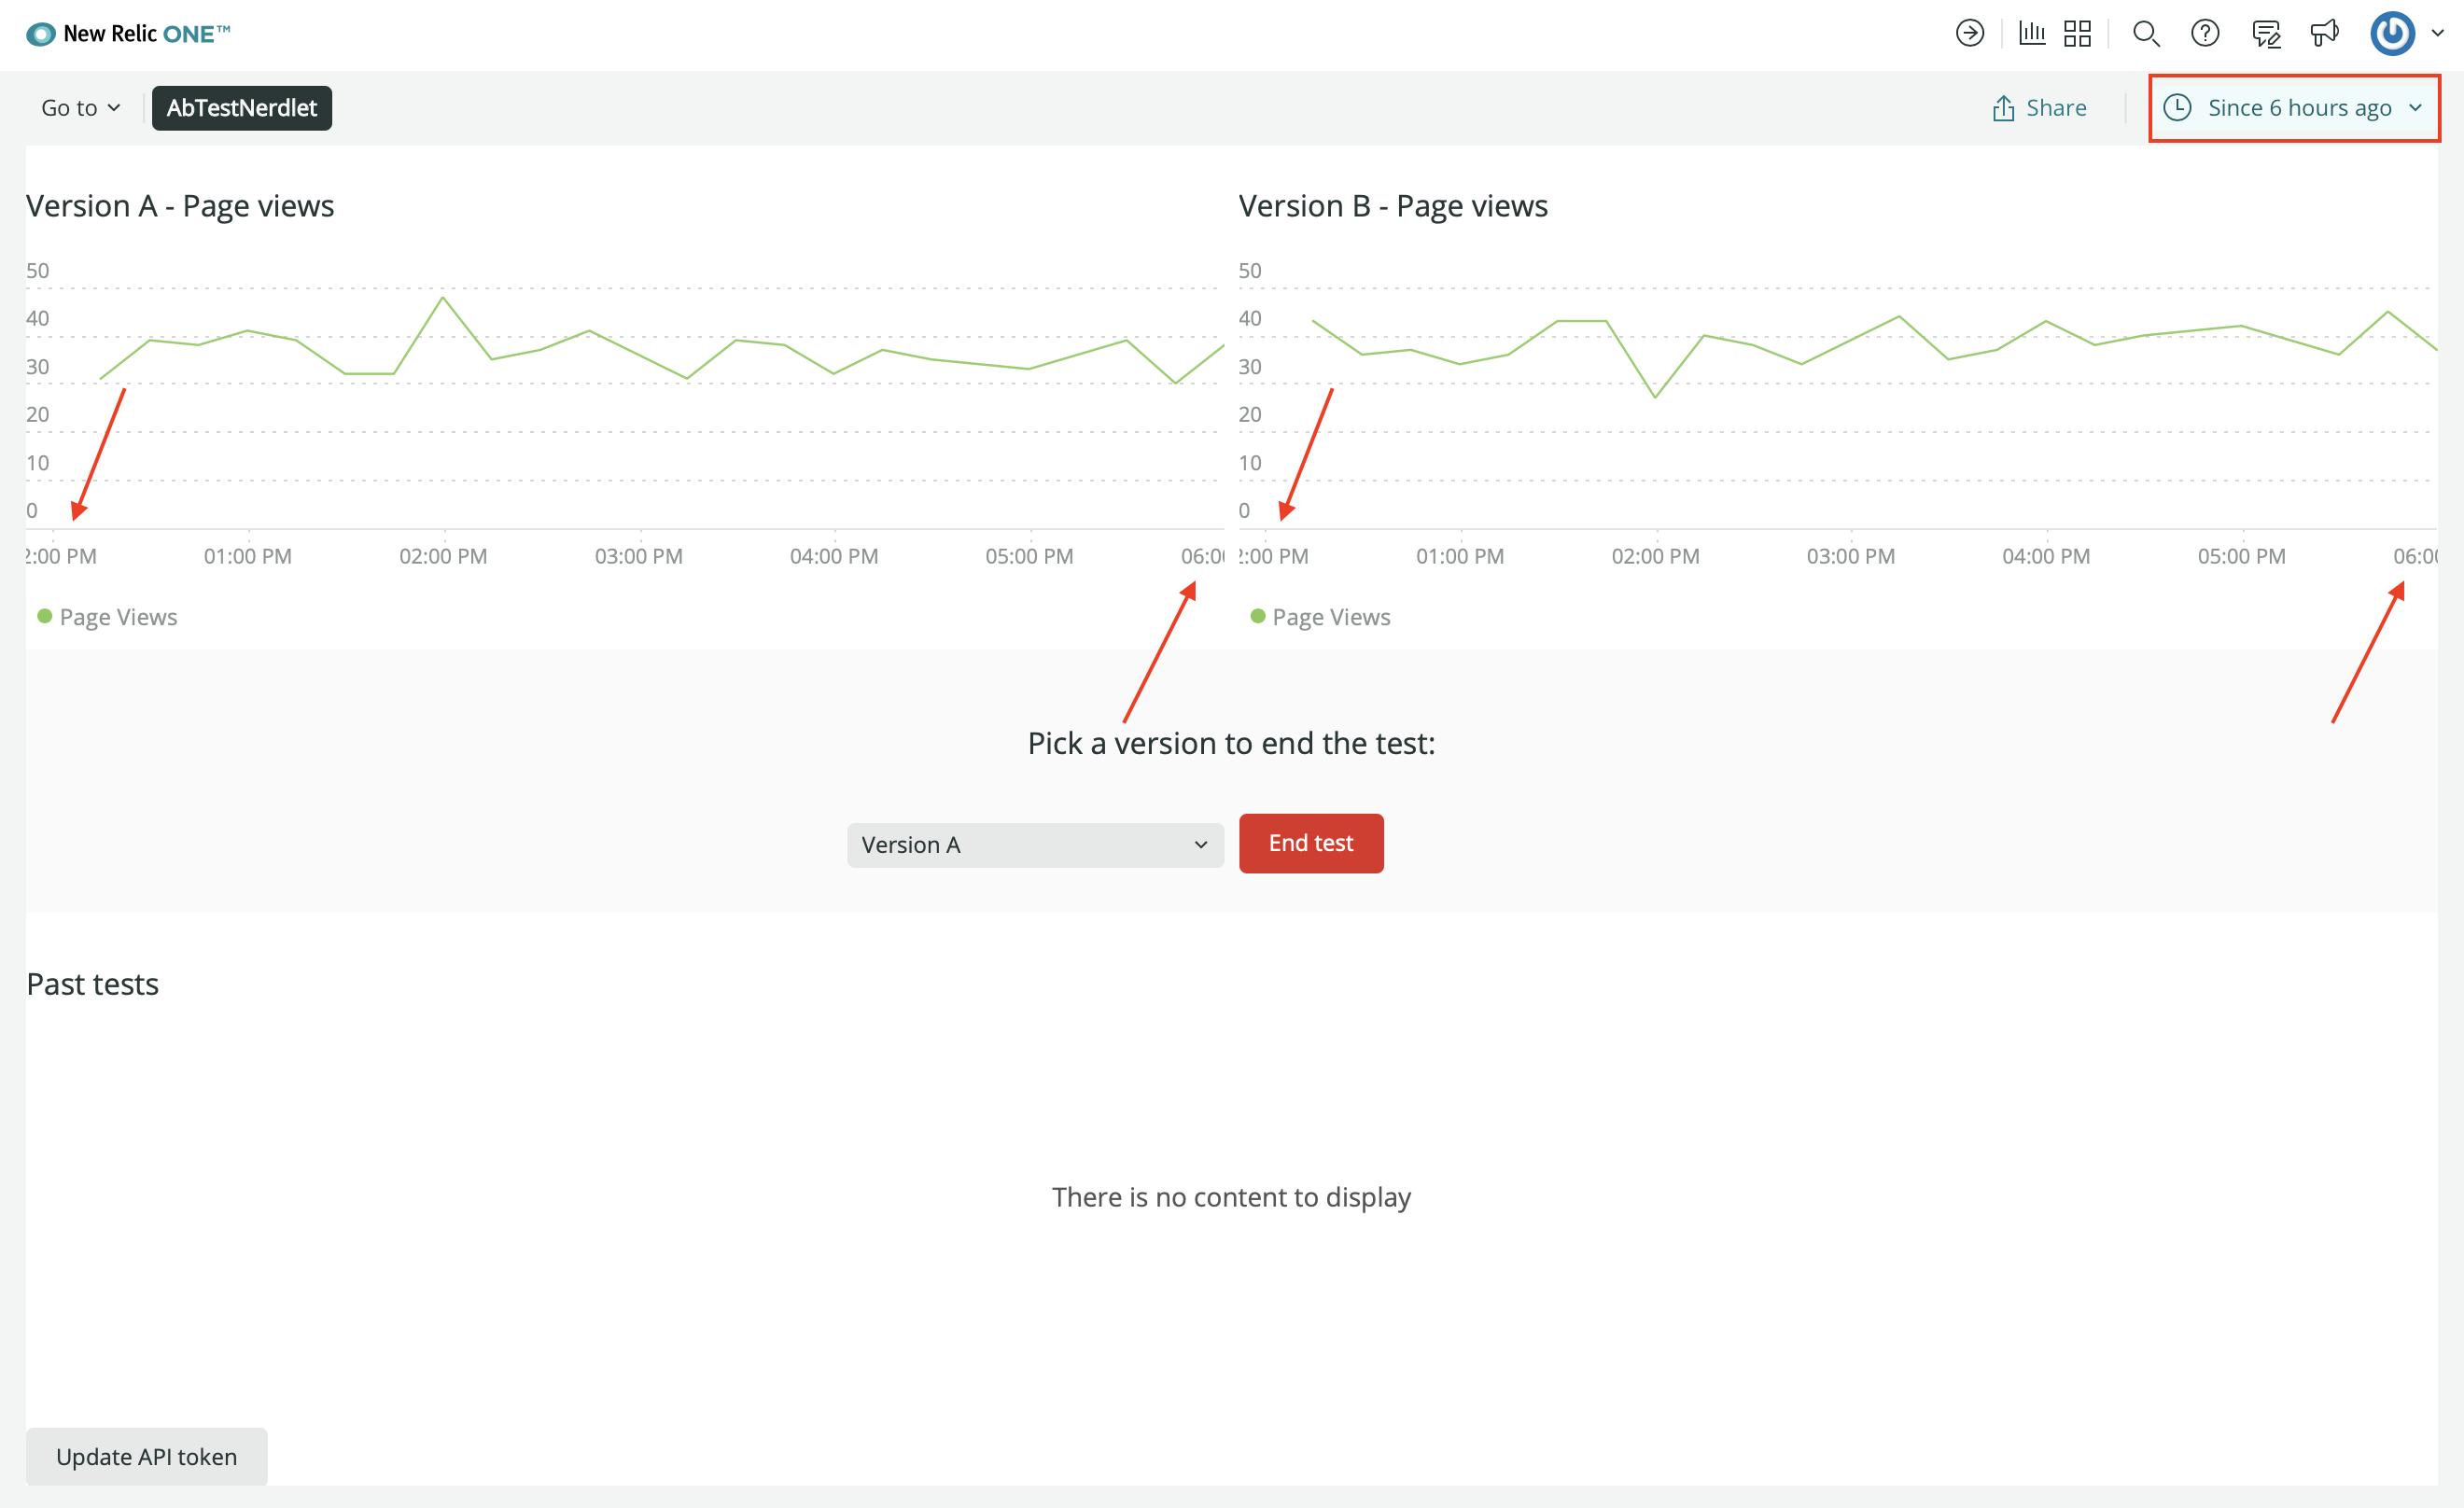 New Relic ONE™
Go to
AbTestNerdlet
Share
Since 6 hours ago
Version A - Page views
50
40
30
20
10
0
2:00 PM 01:00 PM 02:00 PM 03:00 PM 04:00 PM 05:00 PM 06:00
Page Views
Version B - Page views
50
40
30
20
10
0
2:00 PM 01:00 PM 02:00 PM 03:00 PM 04:00 PM 05:00 PM 06:00
Page Views
Pick a version to end the test:
Version A
End test
Past tests
There is no content to display
Update API token